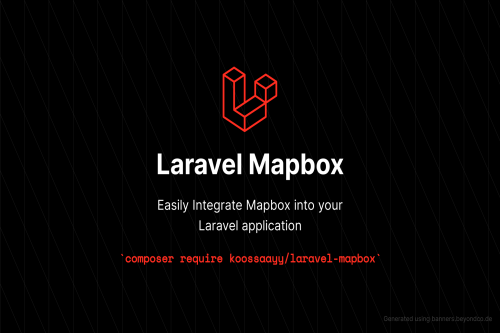 Laravel Mapbox
Easily Integrate Mapbox into your
Laravel application
`composer require koossaayy/laravel-mapbox`
Generated using banners.beyondco.de